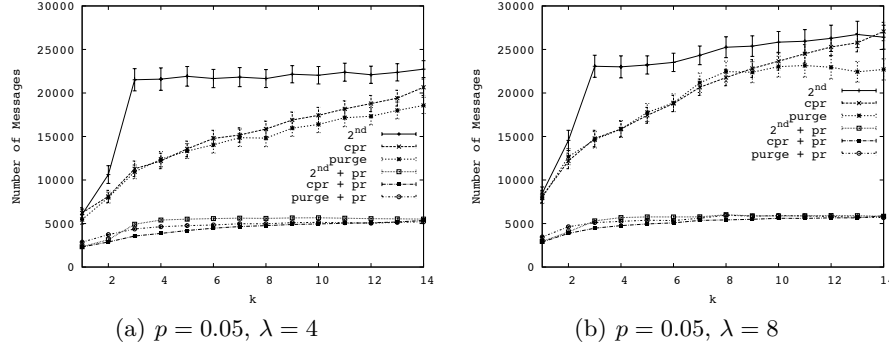 30000
25000
20000
15000
10000
5000
0
Number of Messages
2 4 6 8 10 12 14
k
2nd
cpr
purge
2nd + pr
cpr + pr
purge + pr
(a) p = 0.05, λ = 4
30000
25000
20000
15000
10000
5000
0
Number of Messages
2 4 6 8 10 12 14
k
2nd
cpr
purge
2nd + pr
cpr + pr
purge + pr
(b) p = 0.05, λ = 8